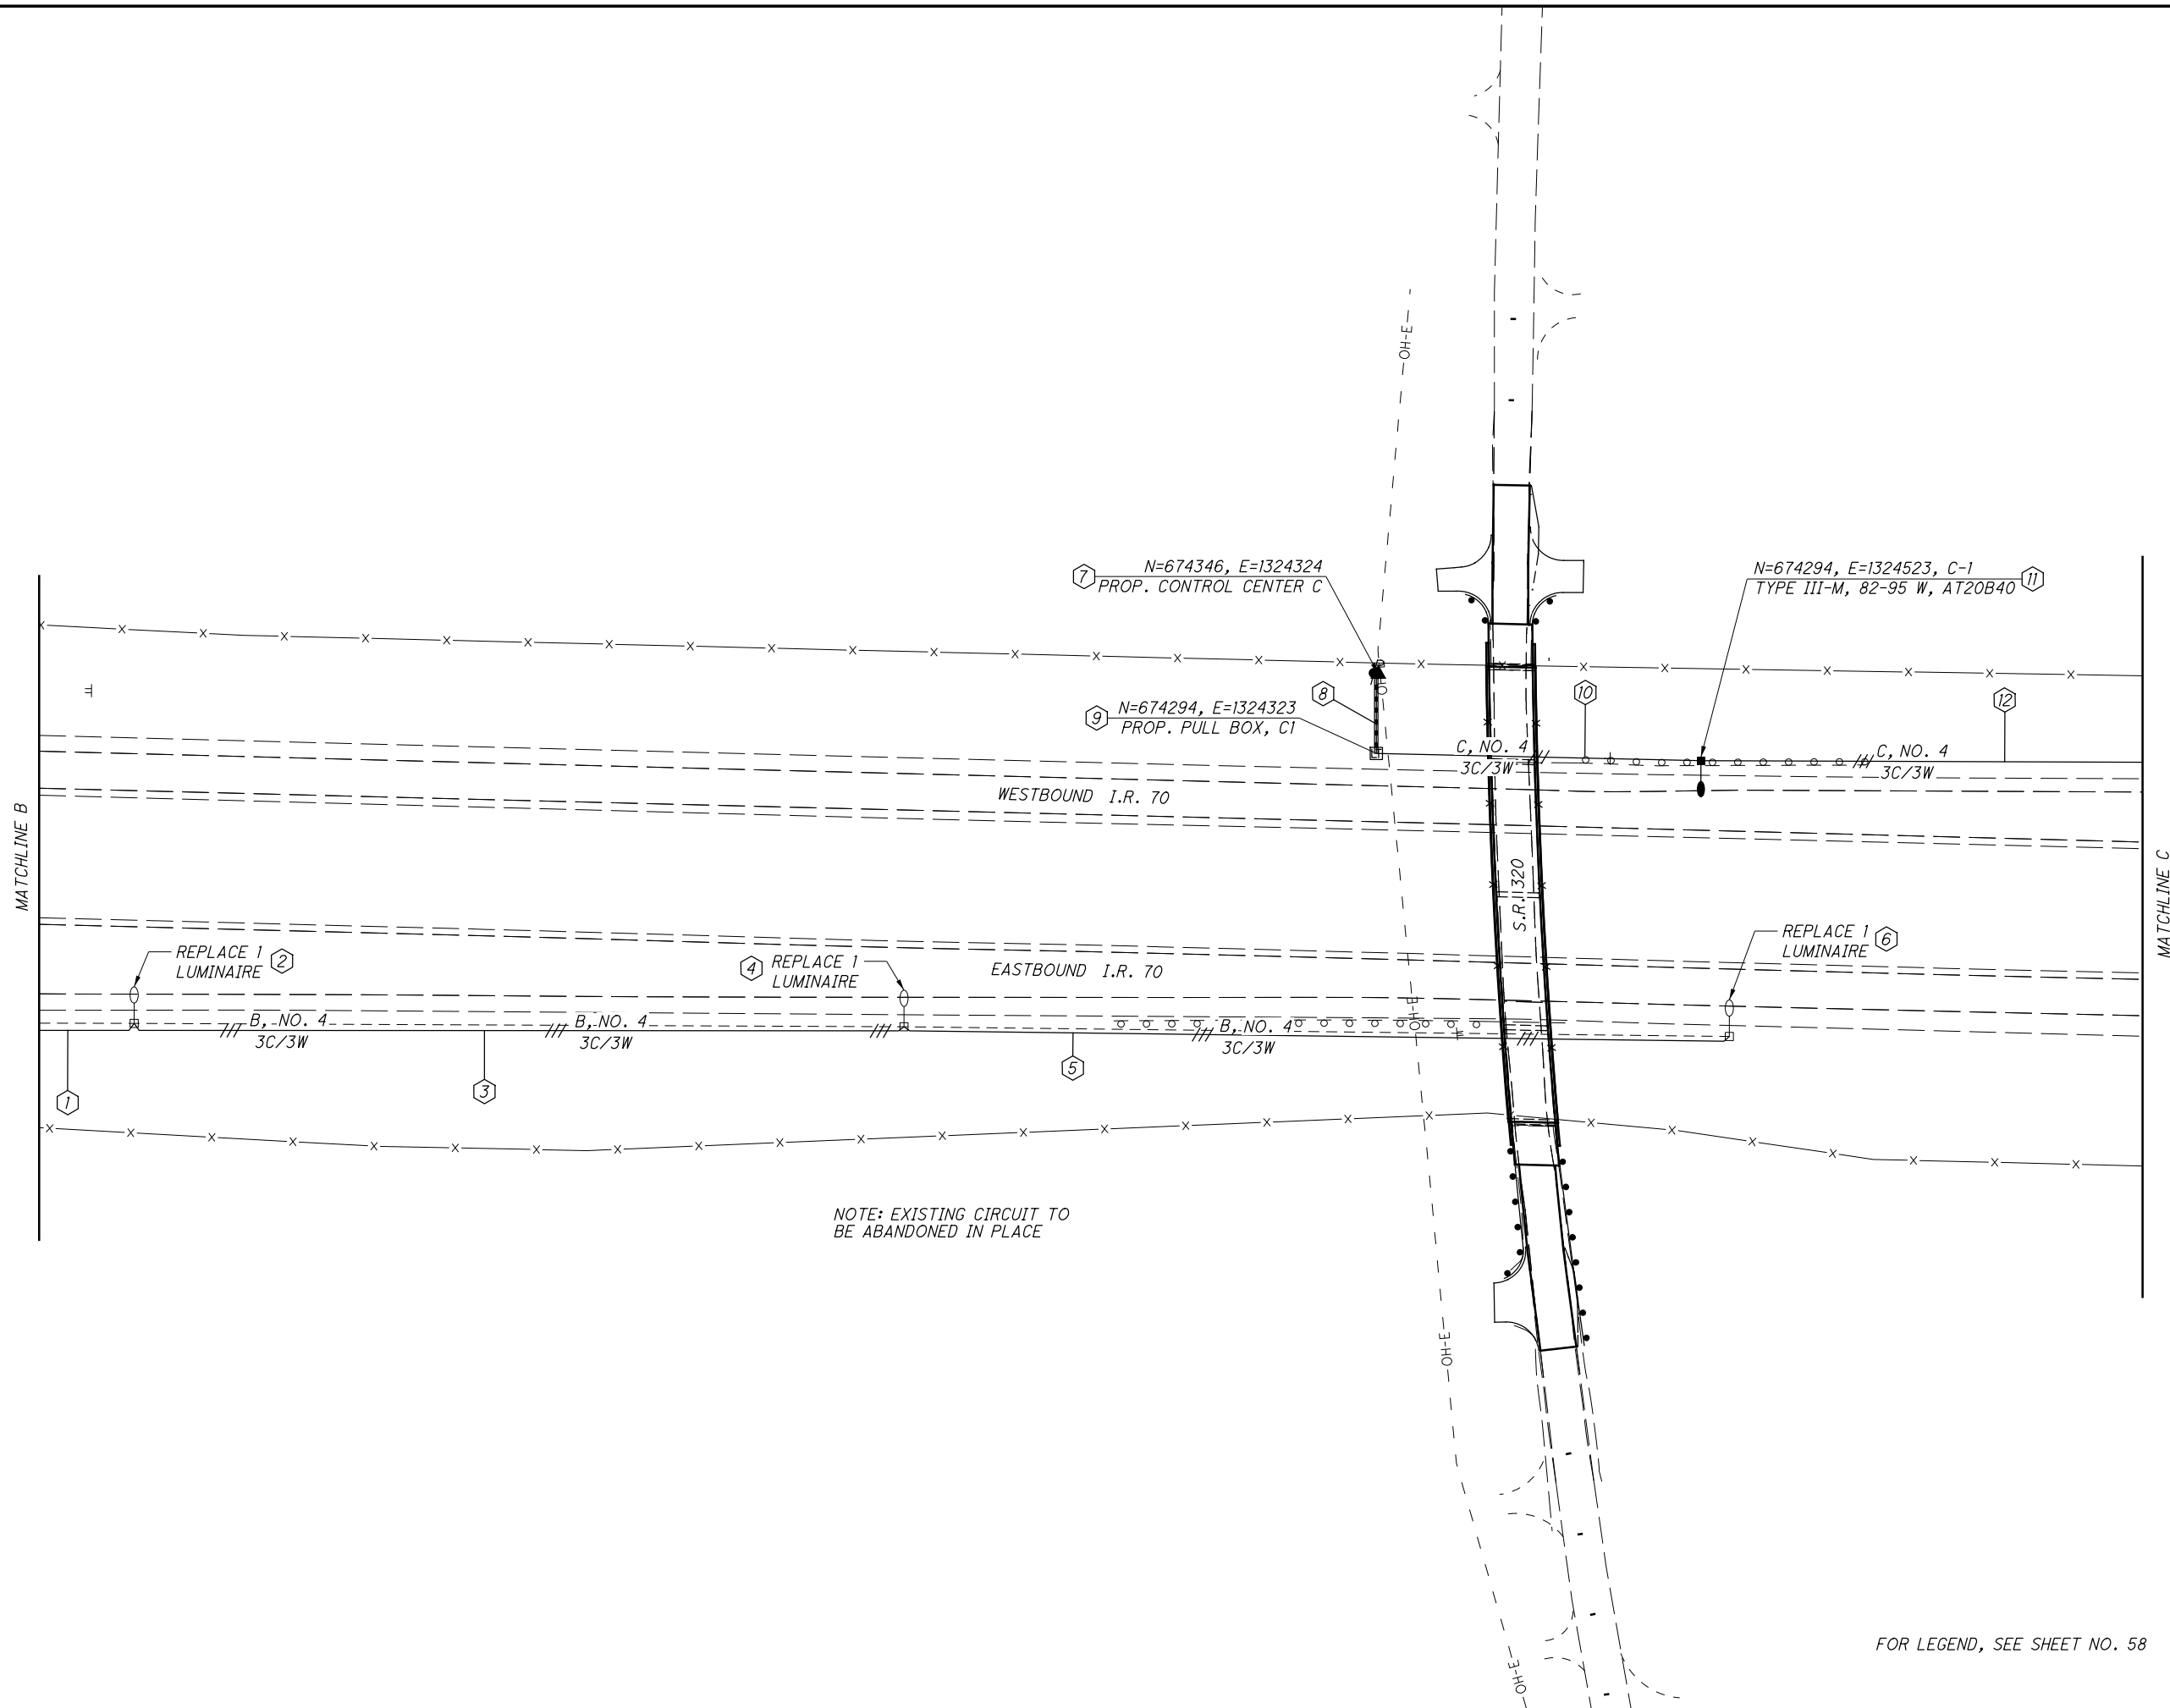 OH-E
N=674346, E=1324324
7
PROP. CONTROL CENTER C
N=674294, E=1324523, C-1
11
TYPE III-M, 82-95 W, AT20B40
8
10
12
N=674294, E=1324323
9
PROP. PULL BOX, C1
C, NO. 4
3C/3W
C, NO. 4
3C/3W
WESTBOUND I.R. 70
MATCHLINE B
MATCHLINE C
S.R. 320
REPLACE 1
LUMINAIRE
2
4
REPLACE 1
LUMINAIRE
EASTBOUND I.R. 70
REPLACE 1
LUMINAIRE
6
OH-E
B, NO. 4
3C/3W
B, NO. 4
3C/3W
B, NO. 4
3C/3W
1
3
5
NOTE: EXISTING CIRCUIT TO
BE ABANDONED IN PLACE
OH-E
FOR LEGEND, SEE SHEET NO. 58
OH-E